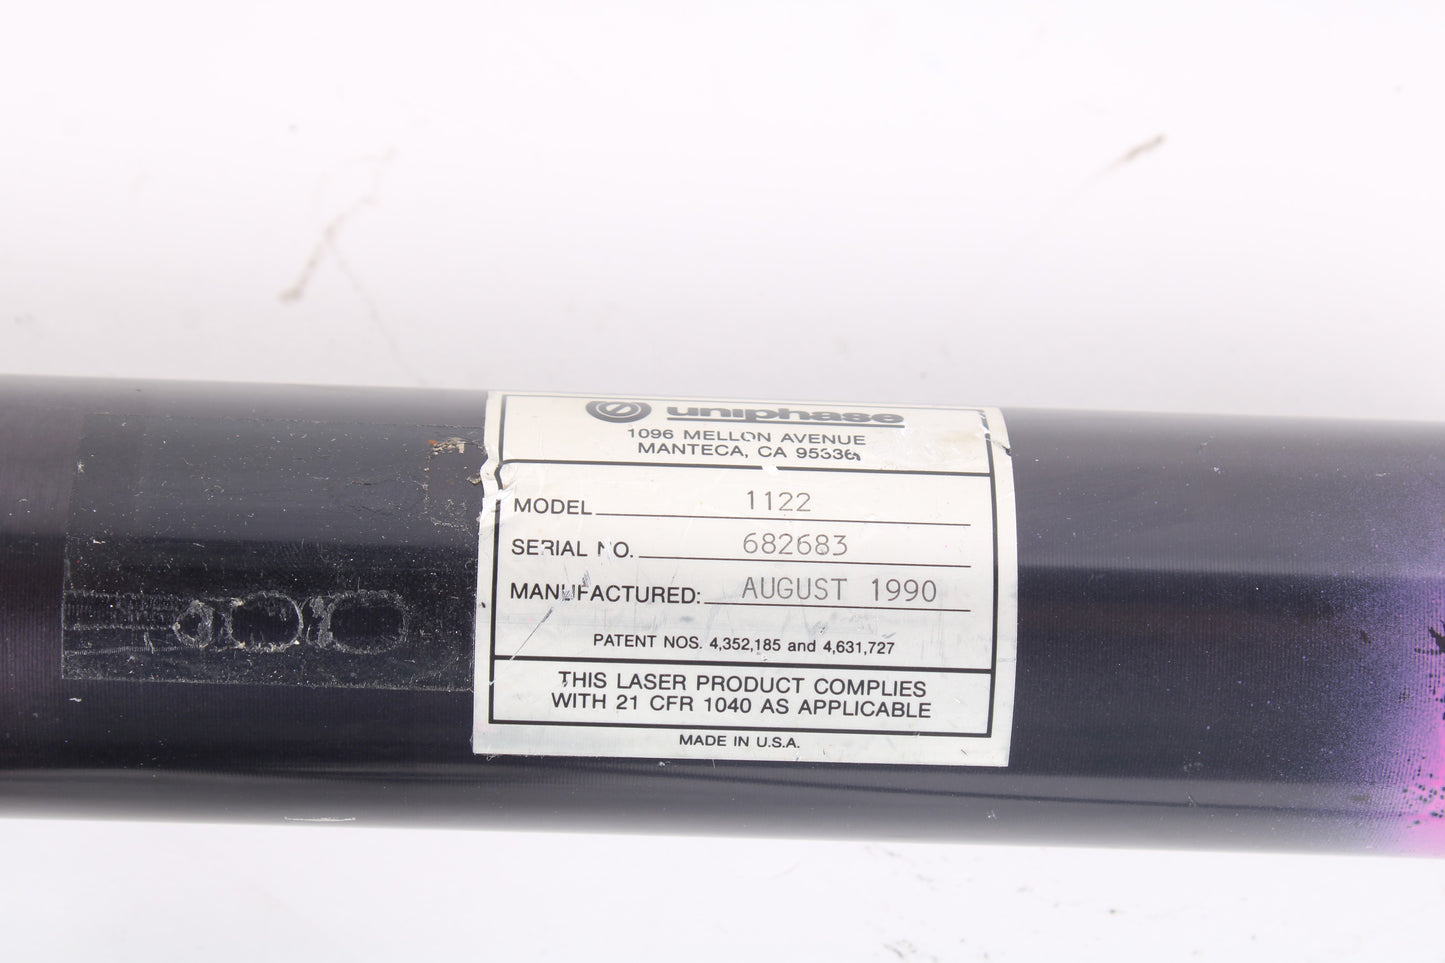 uniphase
1096 MELLON AVENUE
MANTECA, CA 95336
MODEL 1122
SERIAL NO. 682683
MANUFACTURED: AUGUST 1990
PATENT NOS. 4,352,185 and 4,631,727
THIS LASER PRODUCT COMPLIES
WITH 21 CFR 1040 AS APPLICABLE
MADE IN U.S.A.